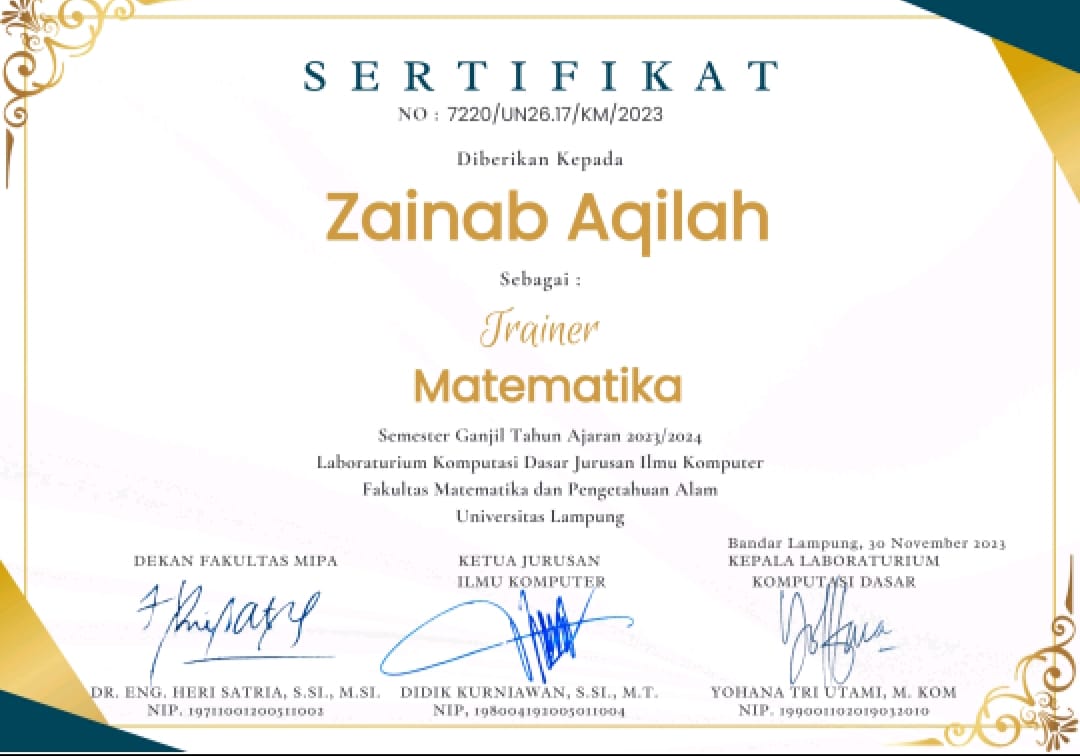 SERTIFIKAT
NO : 7220/UN26.17/KM/2023
Diberikan Kepada
Zainab Aqilah
Sebagai :
Trainer
Matematika
Semester Ganjil Tahun Ajaran 2023/2024
Laboraturium Komputasi Dasar Jurusan Ilmu Komputer
Fakultas Matematika dan Pengetahuan Alam
Universitas Lampung
Bandar Lampung, 30 November 2023
DEKAN FAKULTAS MIPA
KETUA JURUSAN
ILMU KOMPUTER
KEPALA LABORATURIUM
KOMPUTASI DASAR
DR. ENG. HERI SATRIA, S.SI., M.SI.
NIP. 197110012005011002
DIDIK KURNIAWAN, S.SI., M.T.
NIP, 198004192005011004
YOHANA TRI UTAMI, M. KOM
NIP. 199001102019032010